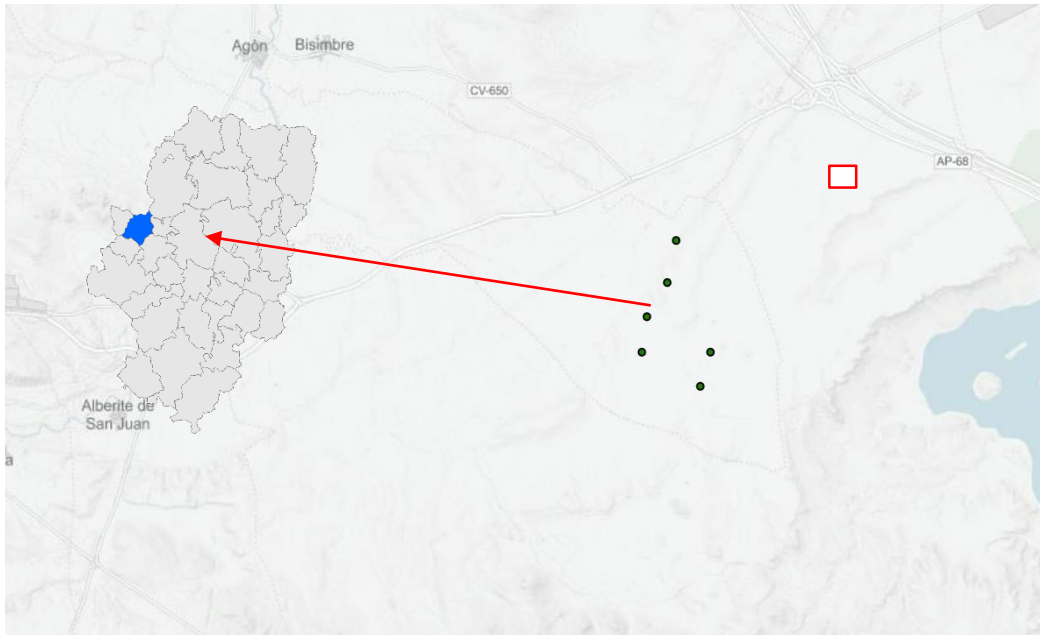 Agón
Bisimbre
CV-650
AP-68
Alberite de
San Juan
a